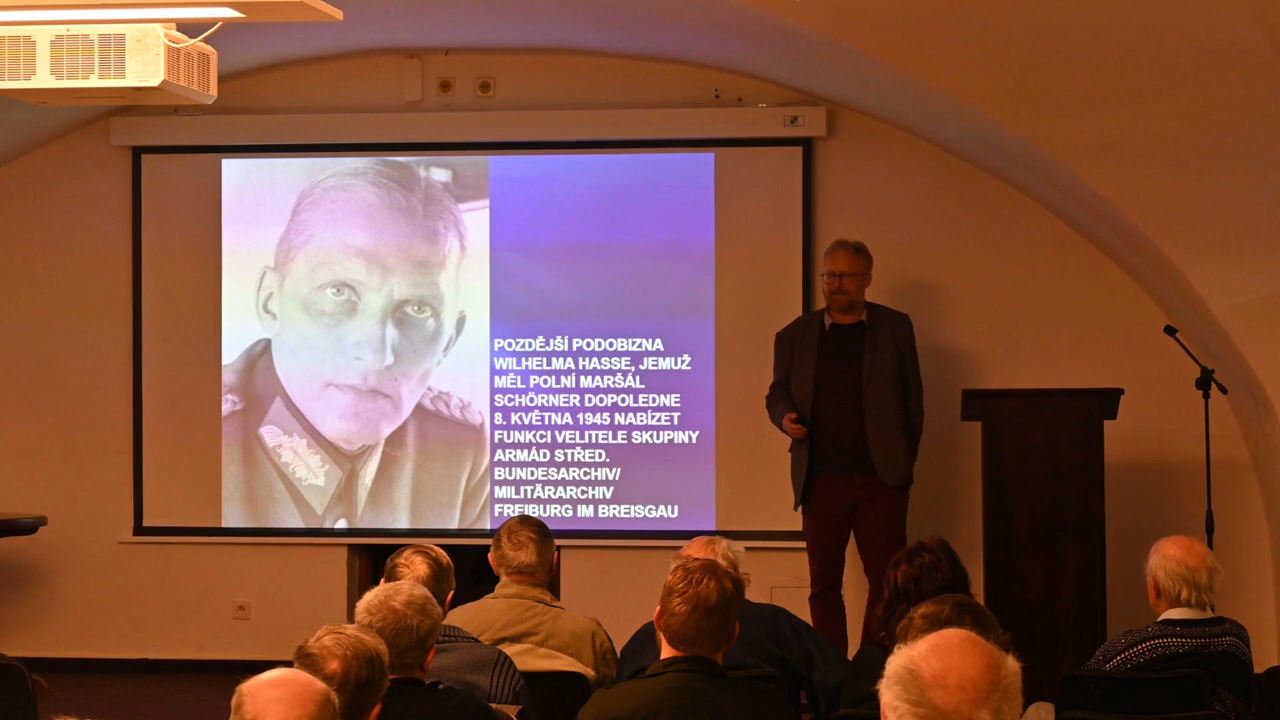 POZDĚJŠÍ PODOBIZNA
WILHELMA HASSE, JEMUŽ
MĚL POLNÍ MARŠÁL
SCHÖRNER DOPOLEDNE
8. KVĚTNA 1945 NABÍZET
FUNKCI VELITELE SKUPINY
ARMÁD STŘED.
BUNDESARCHIV/
MILITÄRARCHIV
FREIBURG IM BREISGAU